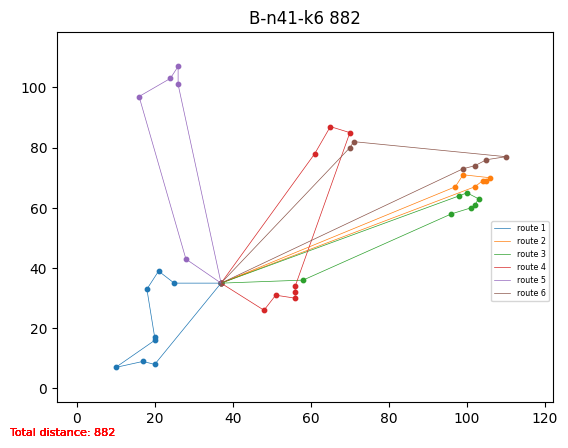 B-n41-k6 882
100
80
60
40
20
0
0 20 40 60 80 100 120
route 1
route 2
route 3
route 4
route 5
route 6
Total distance: 882